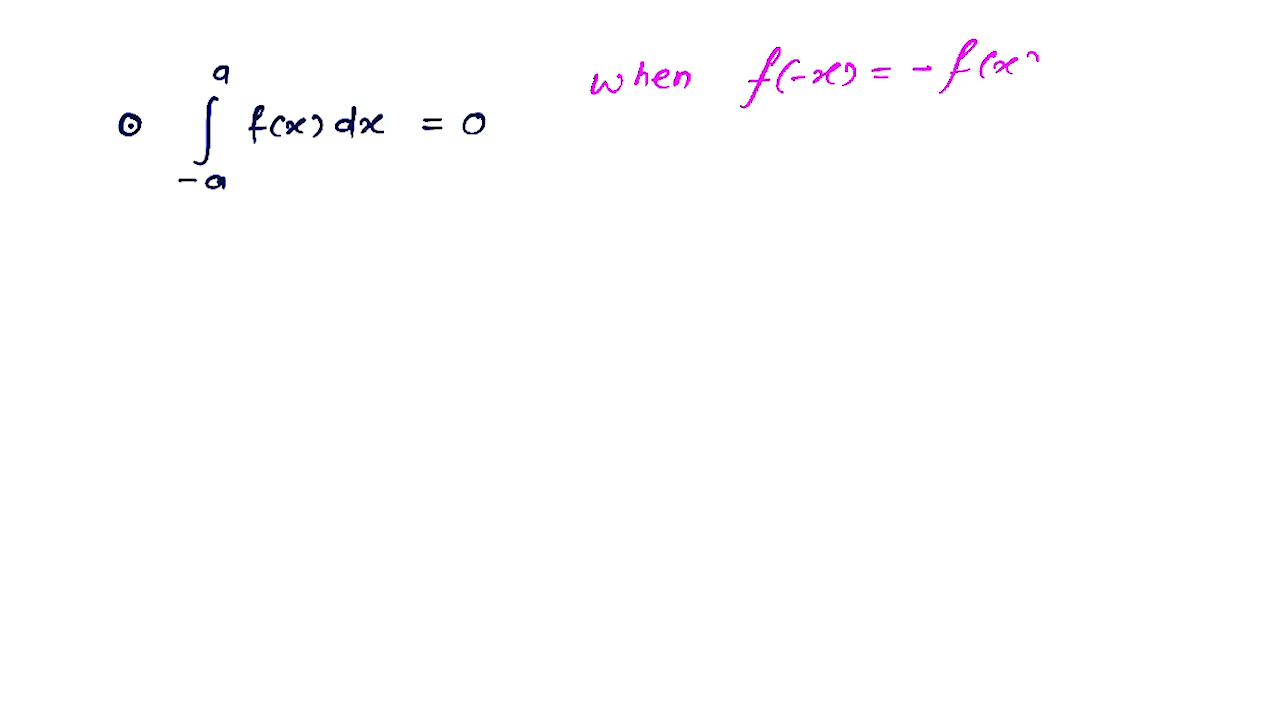 ⊙ ∫_{-a}^{a} f(x) dx = 0 when f(-x) = - f(x)